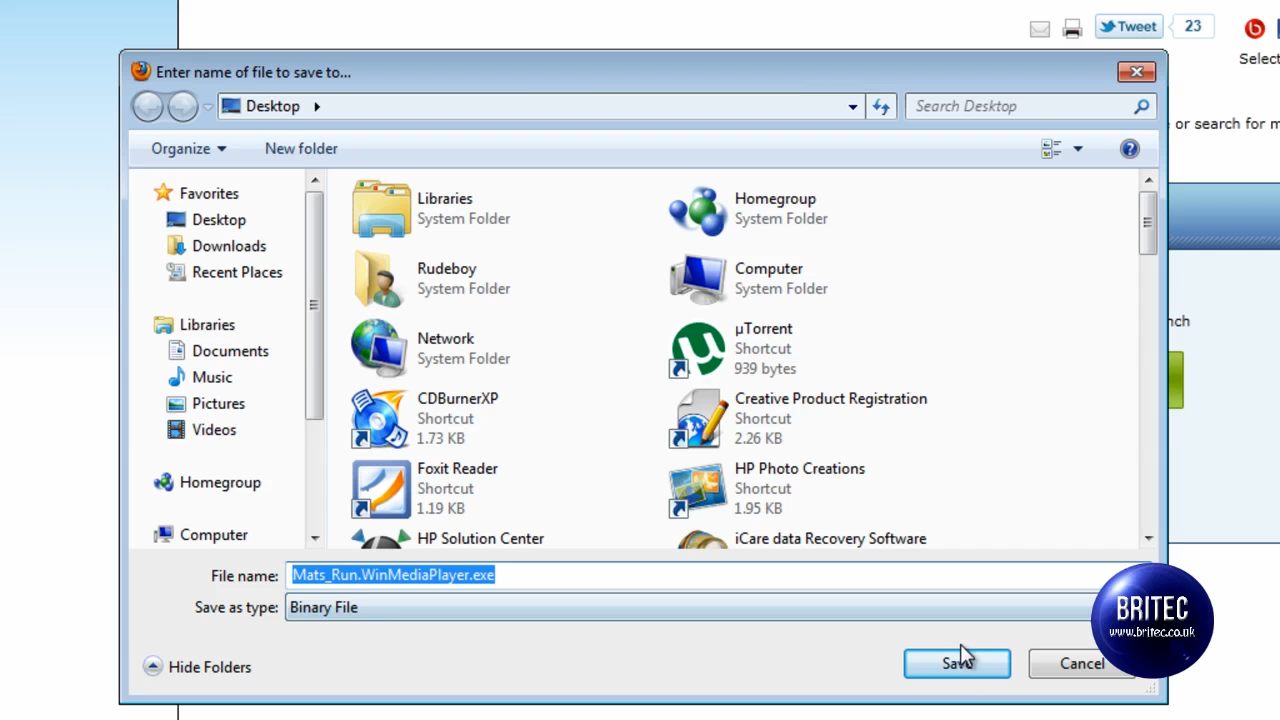 Tweet 23
Enter name of file to save to...
Desktop
Search Desktop
or search for m
Organize
New folder
Favorites
Desktop
Downloads
Recent Places
Libraries
Documents
Music
Pictures
Videos
Homegroup
Computer
Libraries
System Folder
Homegroup
System Folder
Rudeboy
System Folder
Computer
System Folder
Network
System Folder
µTorrent
Shortcut
939 bytes
CDBurnerXP
Shortcut
1.73 KB
Creative Product Registration
Shortcut
2.26 KB
Foxit Reader
Shortcut
1.19 KB
HP Photo Creations
Shortcut
1.95 KB
HP Solution Center
iCare data Recovery Software
File name: Mats_Run.WinMediaPlayer.exe
Save as type: Binary File
Hide Folders
Save
Cancel
BRITEC
www.britec.co.uk